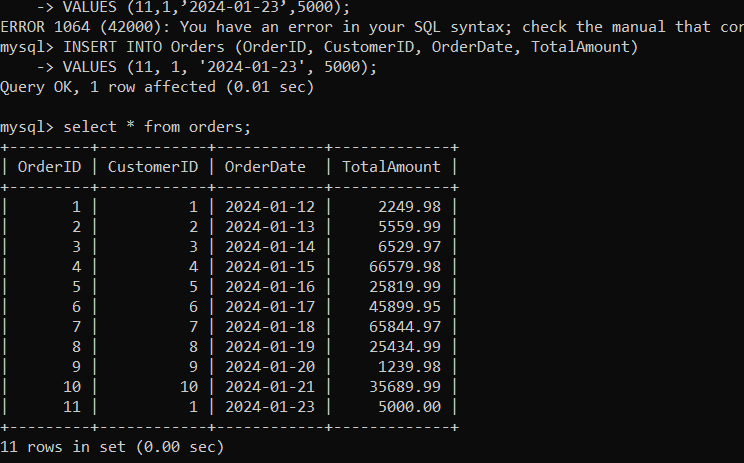 -> VALUES (11,1,’2024-01-23’,5000);
ERROR 1064 (42000): You have an error in your SQL syntax; check the manual that cor
mysql> INSERT INTO Orders (OrderID, CustomerID, OrderDate, TotalAmount)
    -> VALUES (11, 1, '2024-01-23', 5000);
Query OK, 1 row affected (0.01 sec)

mysql> select * from orders;
+---------+------------+------------+-------------+
| OrderID | CustomerID | OrderDate  | TotalAmount |
+---------+------------+------------+-------------+
|       1 |          1 | 2024-01-12 |     2249.98 |
|       2 |          2 | 2024-01-13 |     5559.99 |
|       3 |          3 | 2024-01-14 |     6529.97 |
|       4 |          4 | 2024-01-15 |    66579.98 |
|       5 |          5 | 2024-01-16 |    25819.99 |
|       6 |          6 | 2024-01-17 |    45899.95 |
|       7 |          7 | 2024-01-18 |    65844.97 |
|       8 |          8 | 2024-01-19 |    25434.99 |
|       9 |          9 | 2024-01-20 |     1239.98 |
|      10 |         10 | 2024-01-21 |    35689.99 |
|      11 |          1 | 2024-01-23 |     5000.00 |
+---------+------------+------------+-------------+
11 rows in set (0.00 sec)